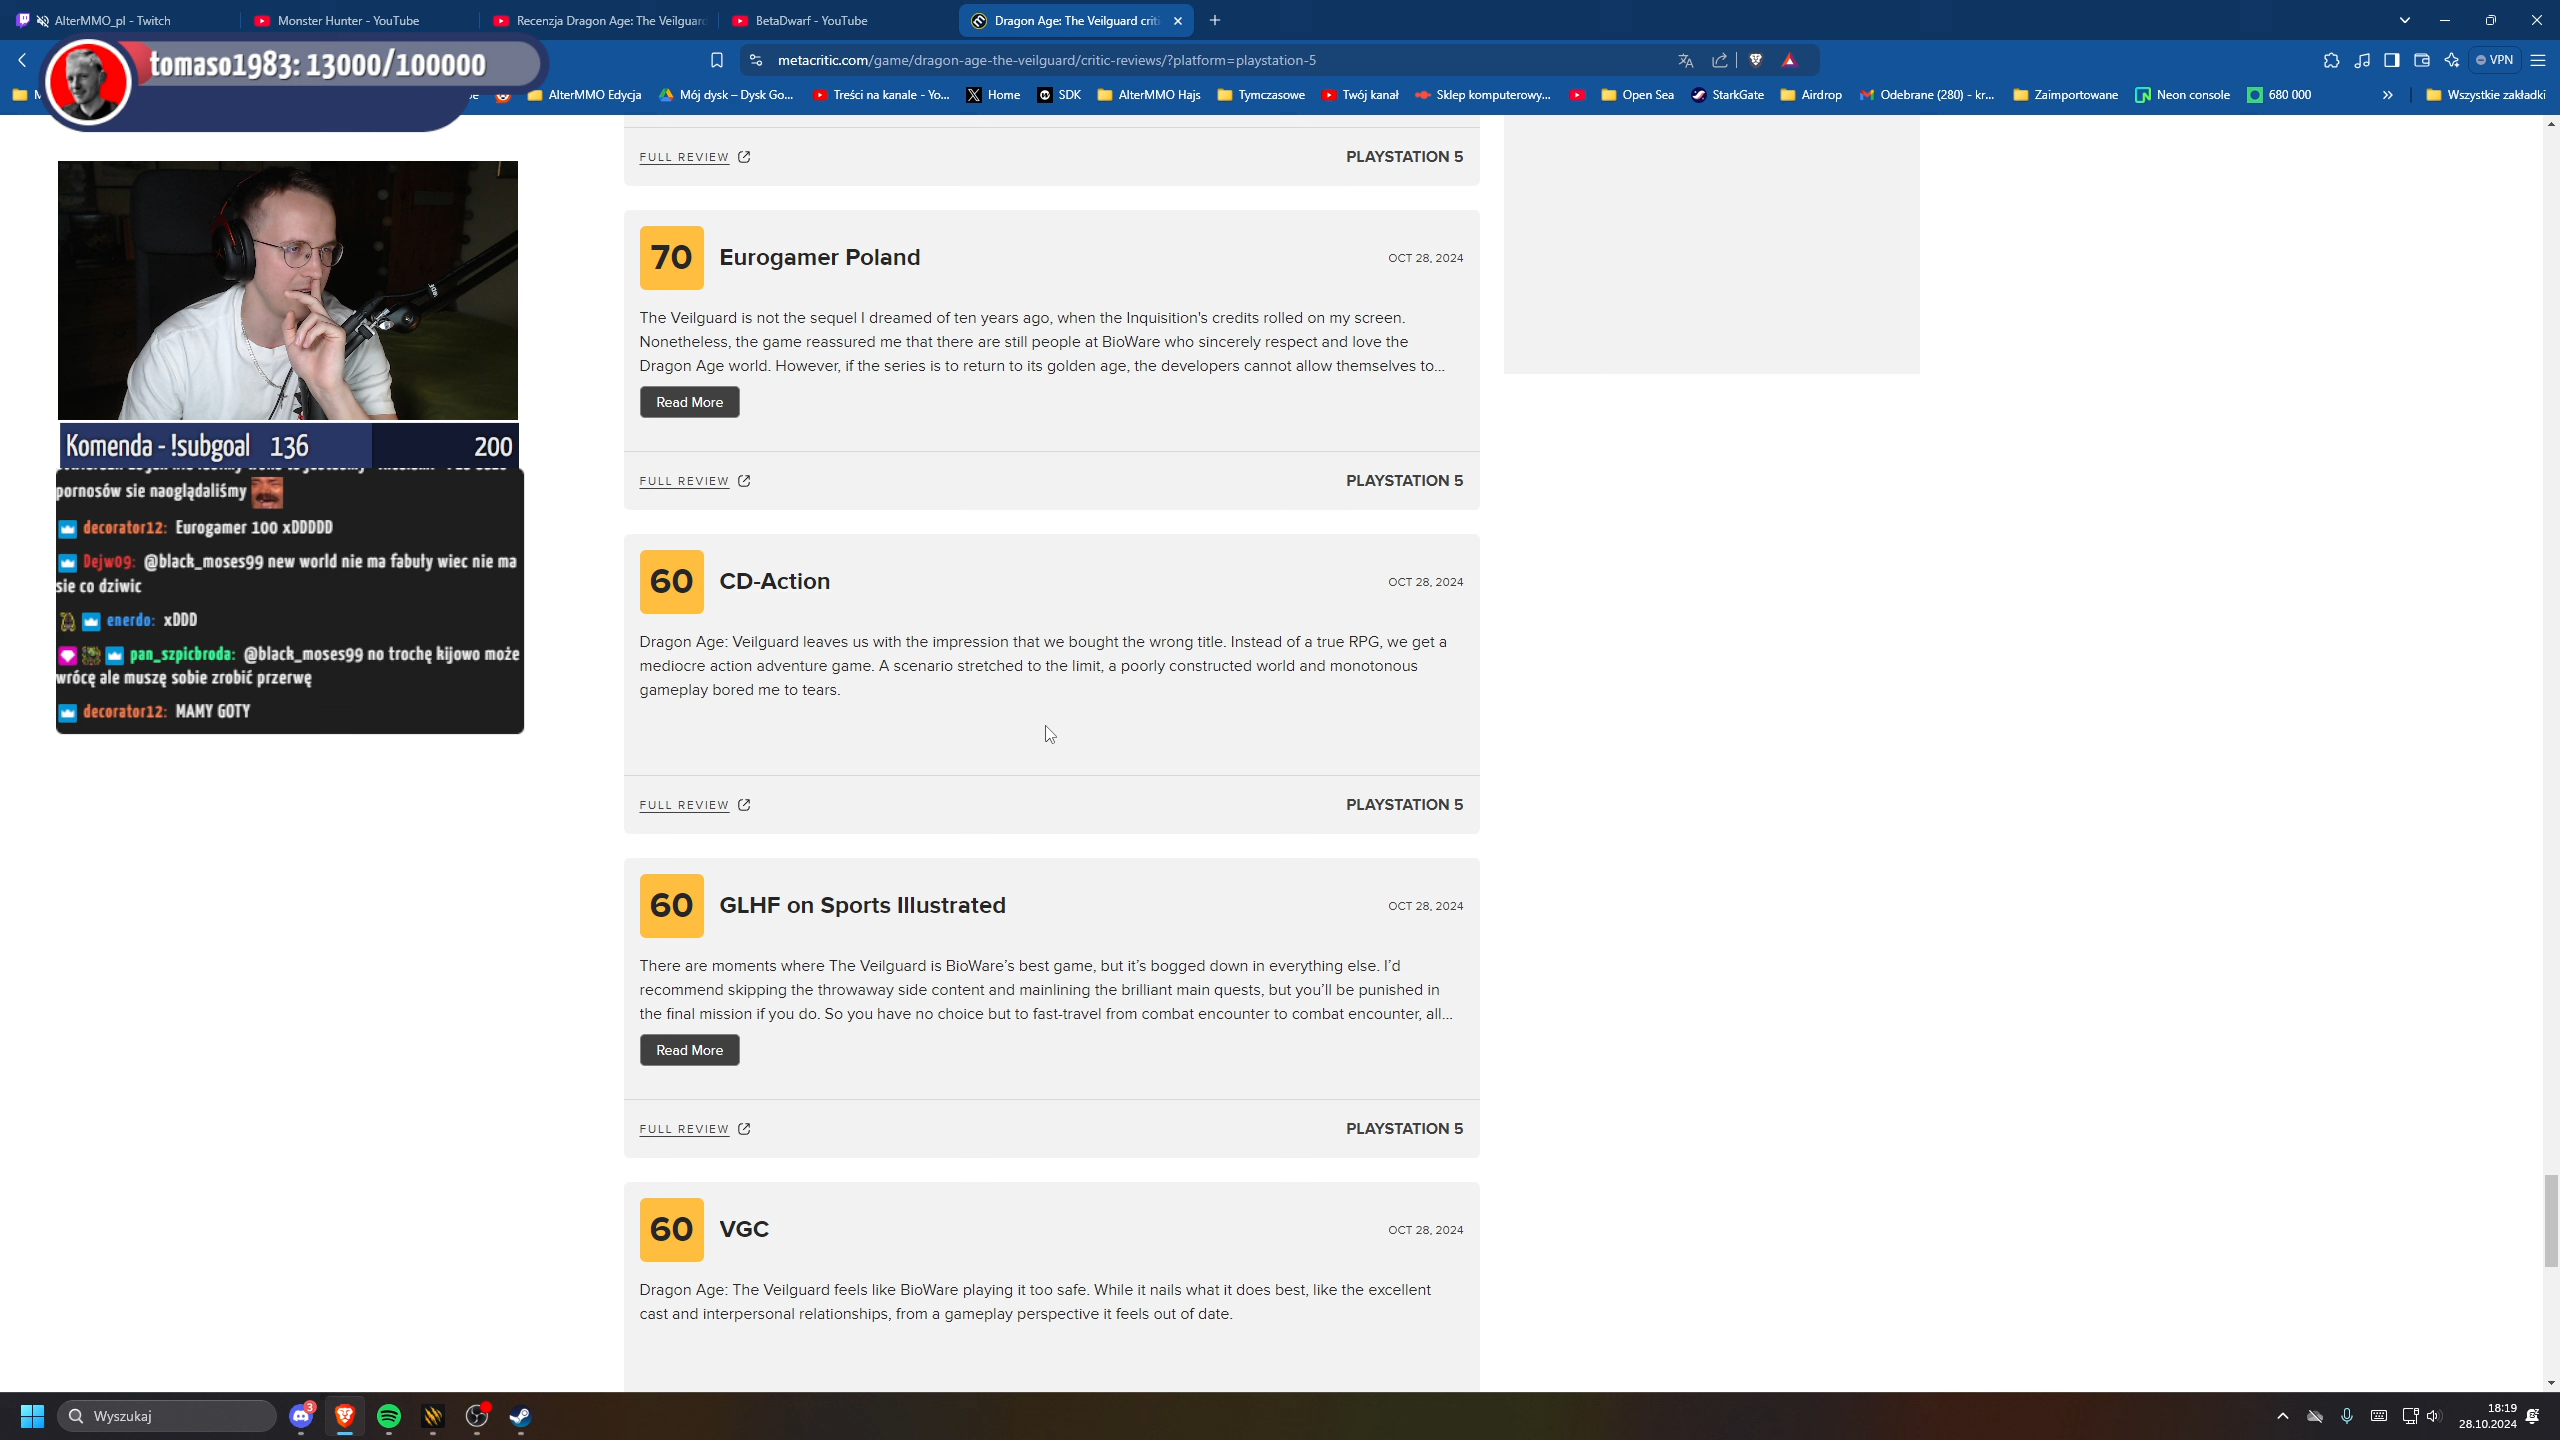 AlterMMO_pl - Twitch
Monster Hunter - YouTube
Recenzja Dragon Age: The Veilguar
BetaDwarf - YouTube
Dragon Age: The Veilguard crit
tomaso1983: 13000/100000
metacritic.com/game/dragon-age-the-veilguard/critic-reviews/?platform=playstation-5
VPN
AlterMMO Edycja
Mój dysk – Dysk Go...
Treści na kanale - Yo...
Home
SDK
AlterMMO Hajs
Tymczasowe
Twój kanał
Sklep komputerowy...
Open Sea
StarkGate
Airdrop
Odebrane (280) - kr...
Zaimportowane
Neon console
680 000
Wszystkie zakładki
FULL REVIEW
PLAYSTATION 5
70
Eurogamer Poland
OCT 28, 2024
The Veilguard is not the sequel I dreamed of ten years ago, when the Inquisition's credits rolled on my screen.
Nonetheless, the game reassured me that there are still people at BioWare who sincerely respect and love the
Dragon Age world. However, if the series is to return to its golden age, the developers cannot allow themselves to...
Read More
FULL REVIEW
PLAYSTATION 5
Komenda - !subgoal 136
200
pornosów sie naoglądaliśmy
decorator12: Eurogamer 100 xDDDDD
Dejw09: @black_moses99 new world nie ma fabuły wiec nie ma
sie co dziwic
enerdo: xDDD
pan_szpicbroda: @black_moses99 no trochę kijowo może
wrócę ale muszę sobie zrobić przerwę
decorator12: MAMY GOTY
60
CD-Action
OCT 28, 2024
Dragon Age: Veilguard leaves us with the impression that we bought the wrong title. Instead of a true RPG, we get a
mediocre action adventure game. A scenario stretched to the limit, a poorly constructed world and monotonous
gameplay bored me to tears.
FULL REVIEW
PLAYSTATION 5
60
GLHF on Sports Illustrated
OCT 28, 2024
There are moments where The Veilguard is BioWare’s best game, but it’s bogged down in everything else. I’d
recommend skipping the throwaway side content and mainlining the brilliant main quests, but you’ll be punished in
the final mission if you do. So you have no choice but to fast-travel from combat encounter to combat encounter, all...
Read More
FULL REVIEW
PLAYSTATION 5
60
VGC
OCT 28, 2024
Dragon Age: The Veilguard feels like BioWare playing it too safe. While it nails what it does best, like the excellent
cast and interpersonal relationships, from a gameplay perspective it feels out of date.
Wyszukaj
3
18:19
28.10.2024